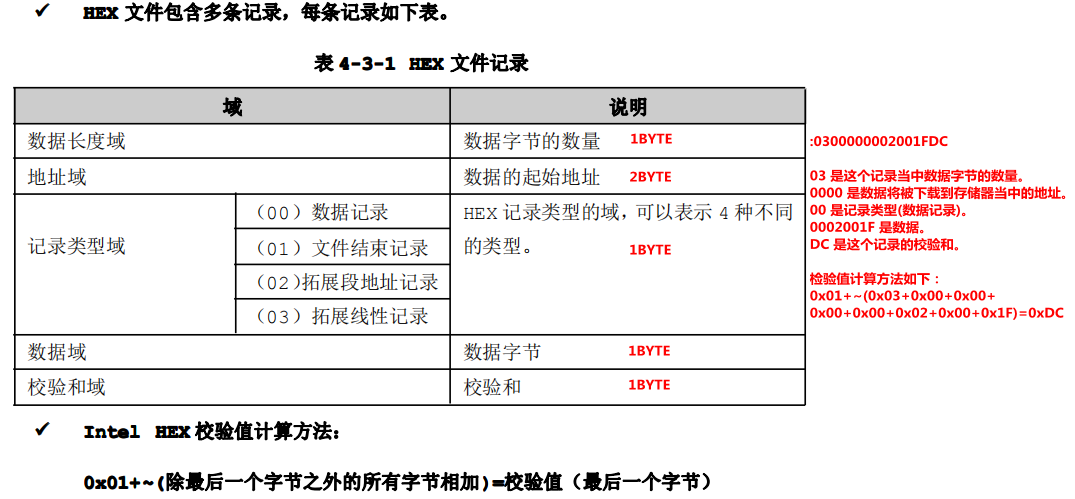 ✓ HEX 文件包含多条记录，每条记录如下表。
表 4-3-1 HEX 文件记录
域 说明
数据长度域 数据字节的数量 1BYTE
:0300000002001FDC
地址域 数据的起始地址 2BYTE
03 是这个记录当中数据字节的数量。
0000 是数据将被下载到存储器当中的地址。
00 是记录类型(数据记录)。
0002001F 是数据。
DC 是这个记录的校验和。
记录类型域
（00）数据记录
（01）文件结束记录
（02）拓展段地址记录
（03）拓展线性记录
HEX 记录类型的域，可以表示 4 种不同
的类型。
1BYTE
检验值计算方法如下：
0x01+~(0x03+0x00+0x00+
0x00+0x00+0x02+0x00+0x1F)=0xDC
数据域 数据字节 1BYTE
校验和域 校验和 1BYTE
✓ Intel HEX 校验值计算方法：
0x01+~(除最后一个字节之外的所有字节相加)=校验值（最后一个字节）